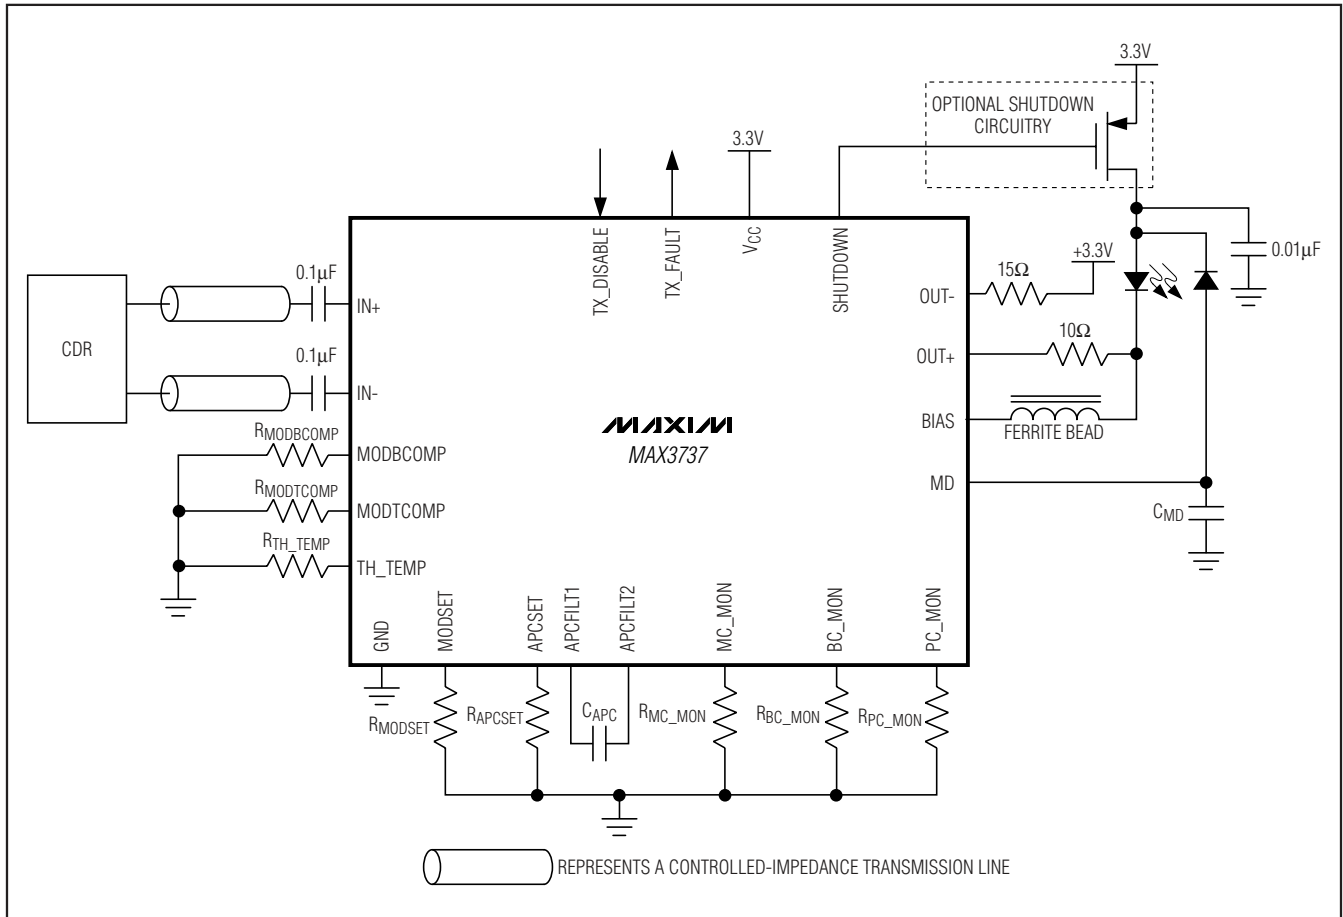 3.3V
OPTIONAL SHUTDOWN
CIRCUITRY
3.3V
TX_DISABLE
TX_FAULT
VCC
SHUTDOWN
0.01µF
+3.3V
15Ω
OUT-
0.1µF
IN+
CDR
10Ω
OUT+
0.1µF
IN-
MAXIM
MAX3737
BIAS
FERRITE BEAD
RMODBCOMP
MODBCOMP
MD
RMODTCOMP
MODTCOMP
CMD
RTH_TEMP
TH_TEMP
GND
MODSET
APCSET
APCFILT1
APCFILT2
MC_MON
BC_MON
PC_MON
RMODSET
RAPCSET
CAPC
RMC_MON
RBC_MON
RPC_MON
REPRESENTS A CONTROLLED-IMPEDANCE TRANSMISSION LINE